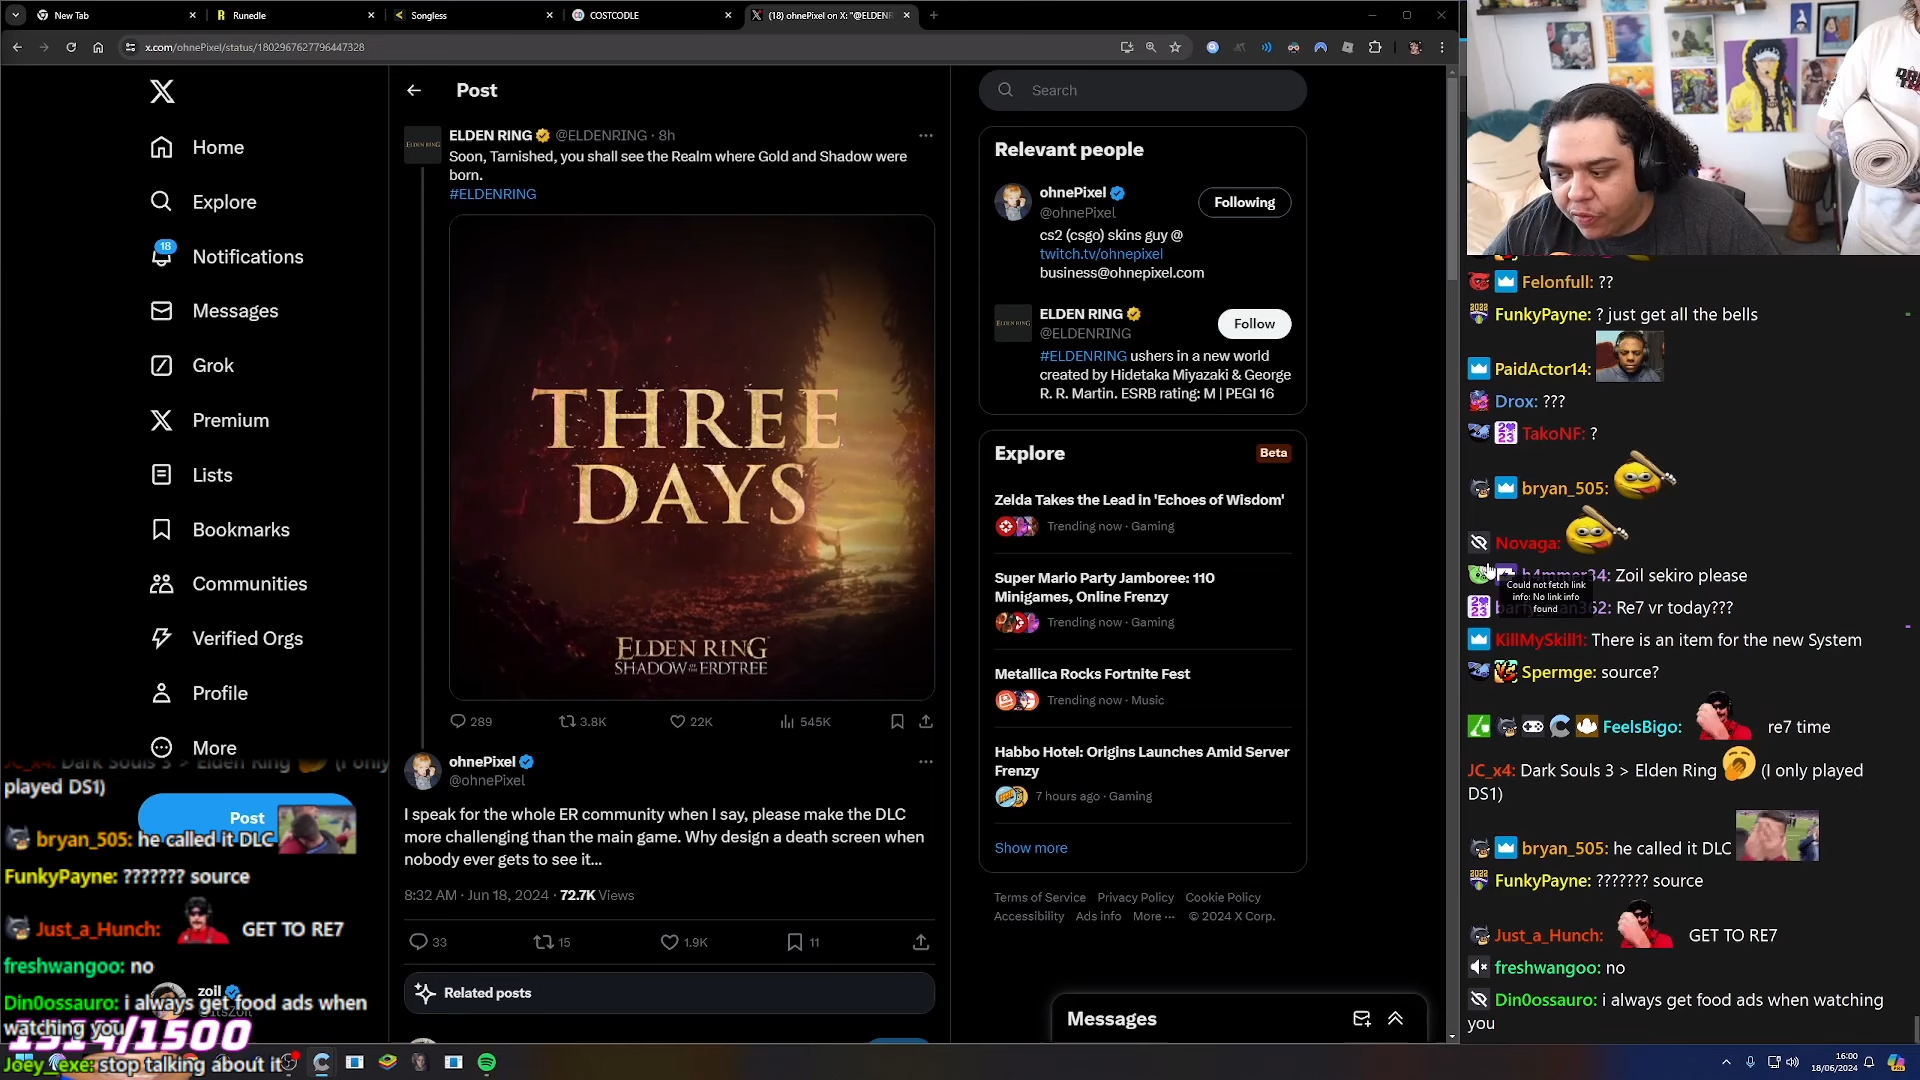 New Tab
Runedle
Songless
COSTCODLE
(18) ohnePixel on X: "@ELDENR
x.com/ohnePixel/status/1802967627796447328
Home
Explore
18
Notifications
Messages
Grok
Premium
Lists
Bookmarks
Communities
Verified Orgs
Profile
More
Post
zoil
Post
ELDEN RING @ELDENRING · 8h
Soon, Tarnished, you shall see the Realm where Gold and Shadow were
born.
#ELDENRING
THREE
DAYS
ELDEN RING
SHADOW OF THE ERDTREE
289
3.8K
22K
545K
ohnePixel
@ohnePixel
I speak for the whole ER community when I say, please make the DLC
more challenging than the main game. Why design a death screen when
nobody ever gets to see it...
8:32 AM · Jun 18, 2024 · 72.7K Views
33
15
1.9K
11
Related posts
Search
Relevant people
ohnePixel
@ohnePixel
Following
cs2 (csgo) skins guy @
twitch.tv/ohnepixel
business@ohnepixel.com
ELDEN RING
@ELDENRING
Follow
#ELDENRING ushers in a new world
created by Hidetaka Miyazaki & George
R. R. Martin. ESRB rating: M | PEGI 16
Explore
Beta
Zelda Takes the Lead in 'Echoes of Wisdom'
Trending now · Gaming
Super Mario Party Jamboree: 110
Minigames, Online Frenzy
Trending now · Gaming
Metallica Rocks Fortnite Fest
Trending now · Music
Habbo Hotel: Origins Launches Amid Server
Frenzy
7 hours ago · Gaming
Show more
Terms of Service Privacy Policy Cookie Policy
Accessibility Ads info More ··· © 2024 X Corp.
Messages
JC_x4: Dark Souls 3 > Elden Ring (I only
played DS1)
bryan_505: he called it DLC
FunkyPayne: ??????? source
Just_a_Hunch: GET TO RE7
freshwangoo: no
Din0ossauro: i always get food ads when
watching you
1514/1500
Joey_exe: stop talking about it
Felonfull: ??
FunkyPayne: ? just get all the bells
PaidActor14:
Drox: ???
TakoNF: ?
bryan_505:
Novaga:
h4mmer34: Zoil sekiro please
Could not fetch link
info: No link info
found
Re7 vr today???
KillMySkill1: There is an item for the new System
Spermge: source?
FeelsBigo: re7 time
JC_x4: Dark Souls 3 > Elden Ring (I only played
DS1)
bryan_505: he called it DLC
FunkyPayne: ??????? source
Just_a_Hunch: GET TO RE7
freshwangoo: no
Din0ossauro: i always get food ads when watching
you
16:00
18/06/2024